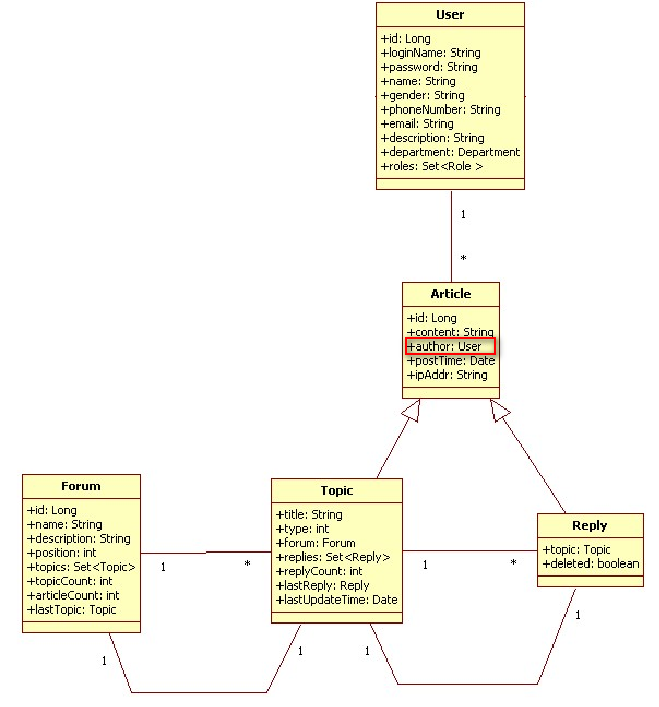 User
+id: Long
+loginName: String
+password: String
+name: String
+gender: String
+phoneNumber: String
+email: String
+description: String
+department: Department
+roles: Set<Role >
1
*
Article
+id: Long
+content: String
+author: User
+postTime: Date
+ipAddr: String
Forum
+id: Long
+name: String
+description: String
+position: int
+topics: Set<Topic>
+topicCount: int
+articleCount: int
+lastTopic: Topic
1
*
Topic
+title: String
+type: int
+forum: Forum
+replies: Set<Reply>
+replyCount: int
+lastReply: Reply
+lastUpdateTime: Date
1
*
Reply
+topic: Topic
+deleted: boolean
1
1
1
1